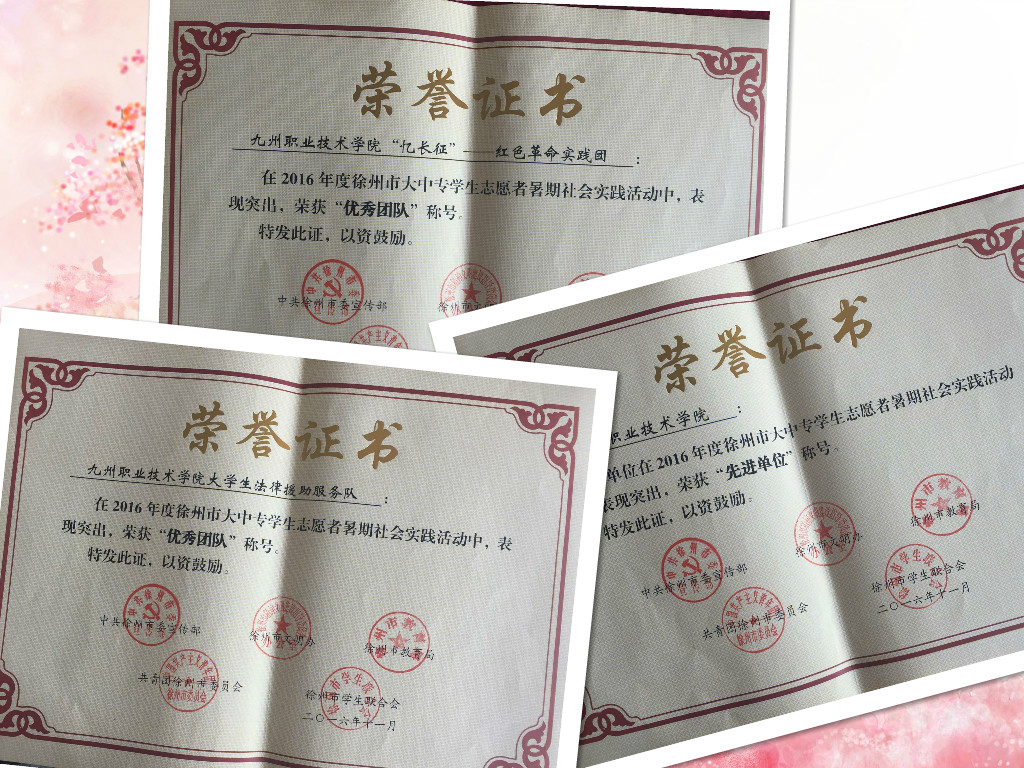 荣誉证书
九州职业技术学院“忆长征”——红色革命实践团：
在2016年度徐州市大中专学生志愿者暑期社会实践活动中，表
现突出，荣获“优秀团队”称号。
特发此证，以资鼓励。
中共徐州市委宣传部
徐州市文明办
荣誉证书
九州职业技术学院大学生法律援助服务队：
在2016年度徐州市大中专学生志愿者暑期社会实践活动中，表
现突出，荣获“优秀团队”称号。
特发此证，以资鼓励。
中共徐州市委宣传部
徐州市文明办
徐州市教育局
共青团徐州市委员会
徐州市学生联合会
二〇一六年十一月
荣誉证书
职业技术学院：
单位在2016年度徐州市大中专学生志愿者暑期社会实践活动
表现突出，荣获“先进单位”称号。
特发此证，以资鼓励。
中共徐州市委宣传部
徐州市文明办
徐州市教育局
共青团徐州市委员会
徐州市学生联合会
二〇一六年十一月